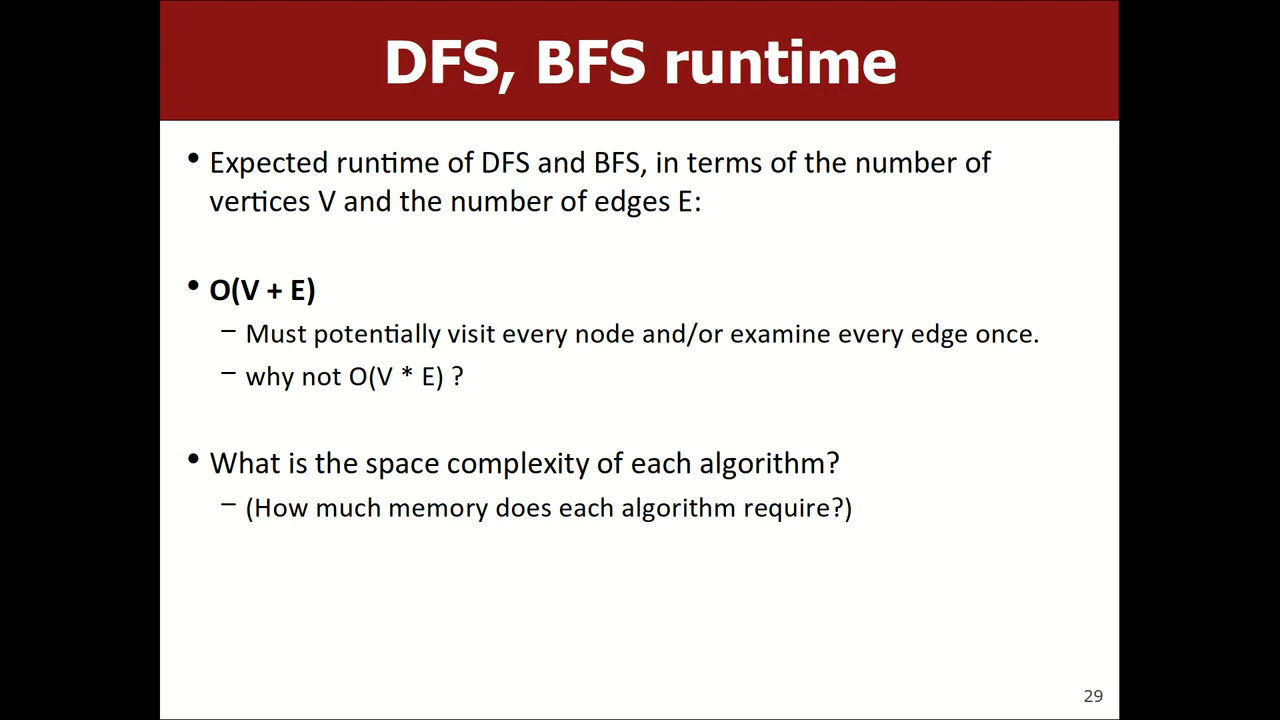 DFS, BFS runtime
• Expected runtime of DFS and BFS, in terms of the number of
vertices V and the number of edges E:
• O(V + E)
– Must potentially visit every node and/or examine every edge once.
– why not O(V * E) ?
• What is the space complexity of each algorithm?
– (How much memory does each algorithm require?)
29